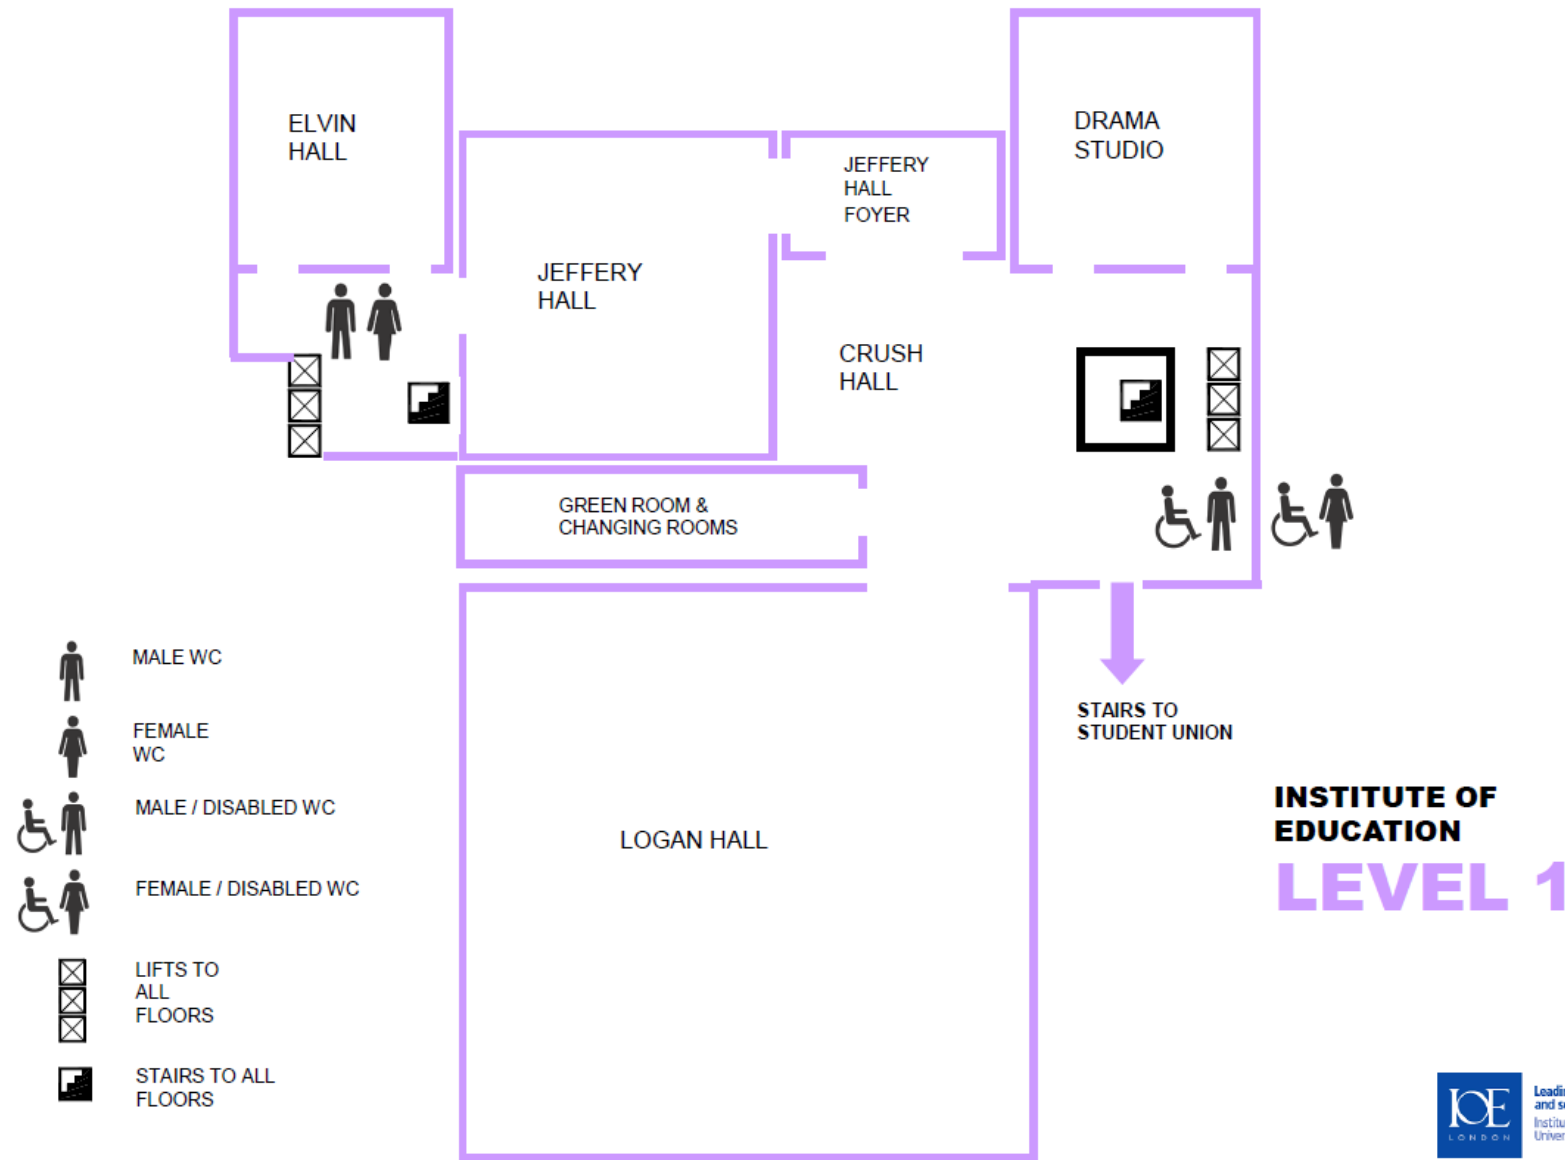 ELVIN
HALL
DRAMA
STUDIO
JEFFERY
HALL
FOYER
JEFFERY
HALL
CRUSH
HALL
GREEN ROOM &
CHANGING ROOMS
MALE WC
FEMALE
WC
MALE / DISABLED WC
FEMALE / DISABLED WC
LIFTS TO
ALL
FLOORS
STAIRS TO ALL
FLOORS
LOGAN HALL
STAIRS TO
STUDENT UNION
INSTITUTE OF
EDUCATION
LEVEL 1
IOE
LONDON
and